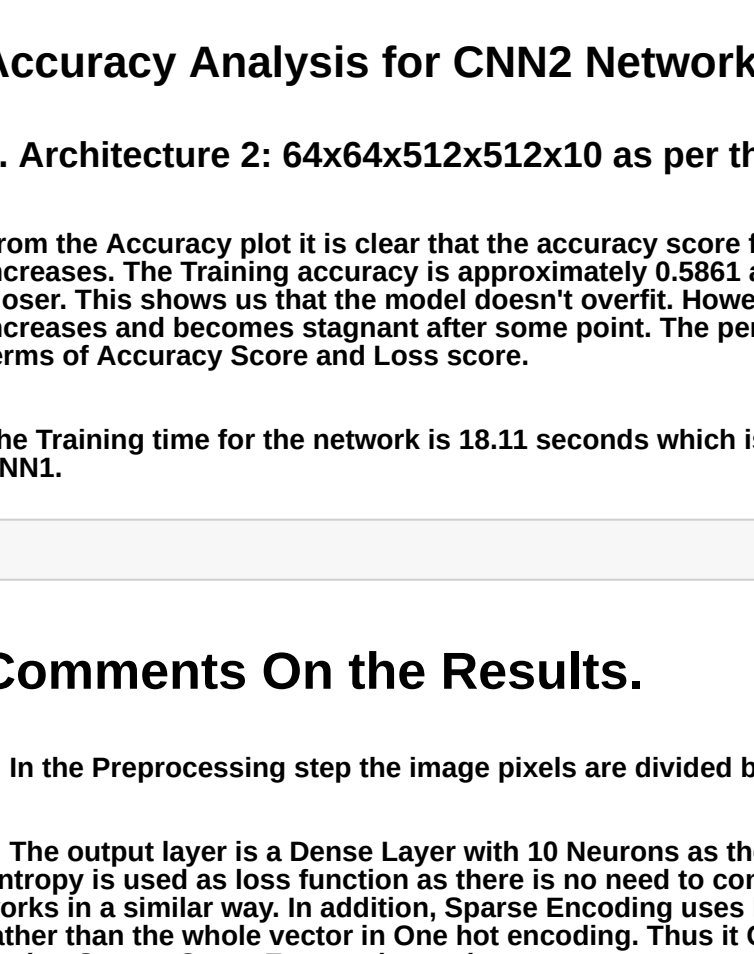 Accuracy Analysis for CNN2 Network
. Architecture 2: 64x64x512x512x10 as per th
rom the Accuracy plot it is clear that the accuracy score f
ncreases. The Training accuracy is approximately 0.5861 a
loser. This shows us that the model doesn't overfit. Howe
ncreases and becomes stagnant after some point. The per
erms of Accuracy Score and Loss score.
he Training time for the network is 18.11 seconds which is
NN1.
Comments On the Results.
In the Preprocessing step the image pixels are divided b
The output layer is a Dense Layer with 10 Neurons as the
ntropy is used as loss function as there is no need to con
orks in a similar way. In addition, Sparse Encoding uses
ather than the whole vector in One hot encoding. Thus it